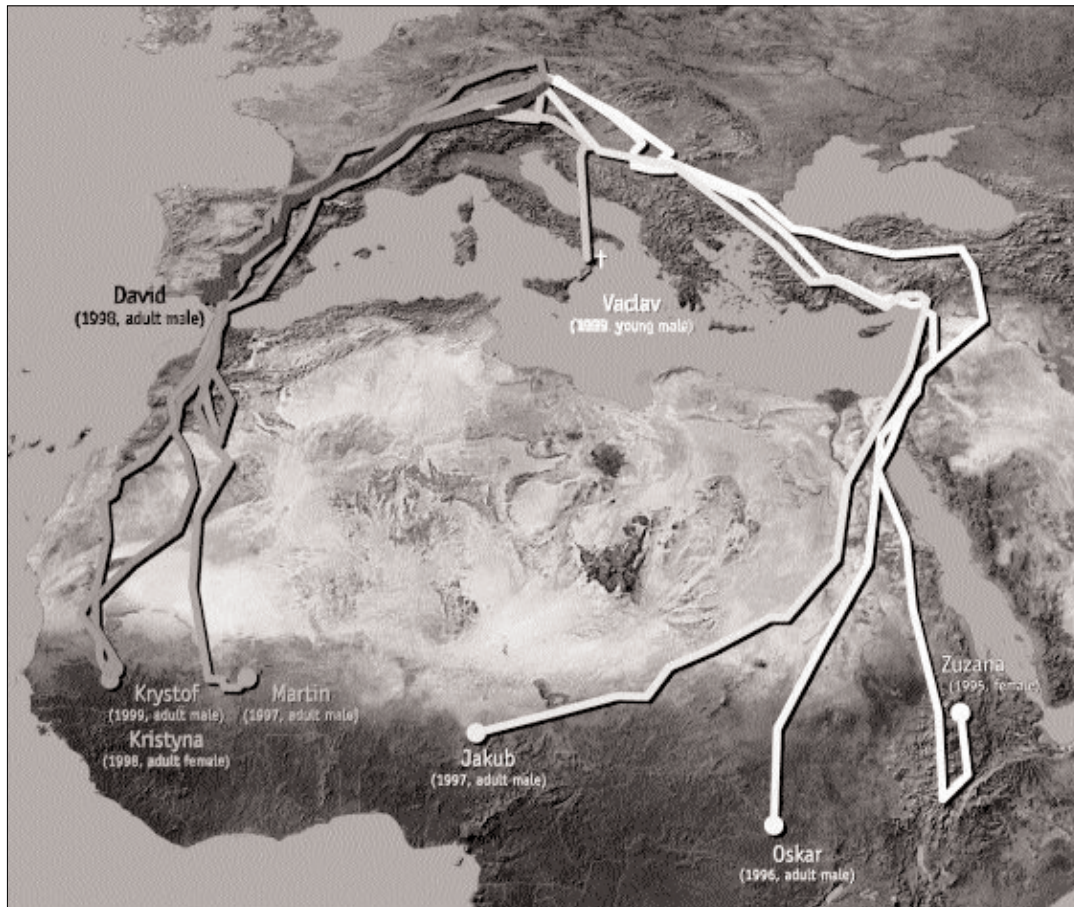 David
(1998, adult male)
Vaclav
young male)
Krystof
(1999, adult male)
Martin
(1997, adult male)
Kristyna
(1998, adult female)
Jakub
(1997, adult male)
Oskar
(1996, adult male)
Zuzana
(1995, female)